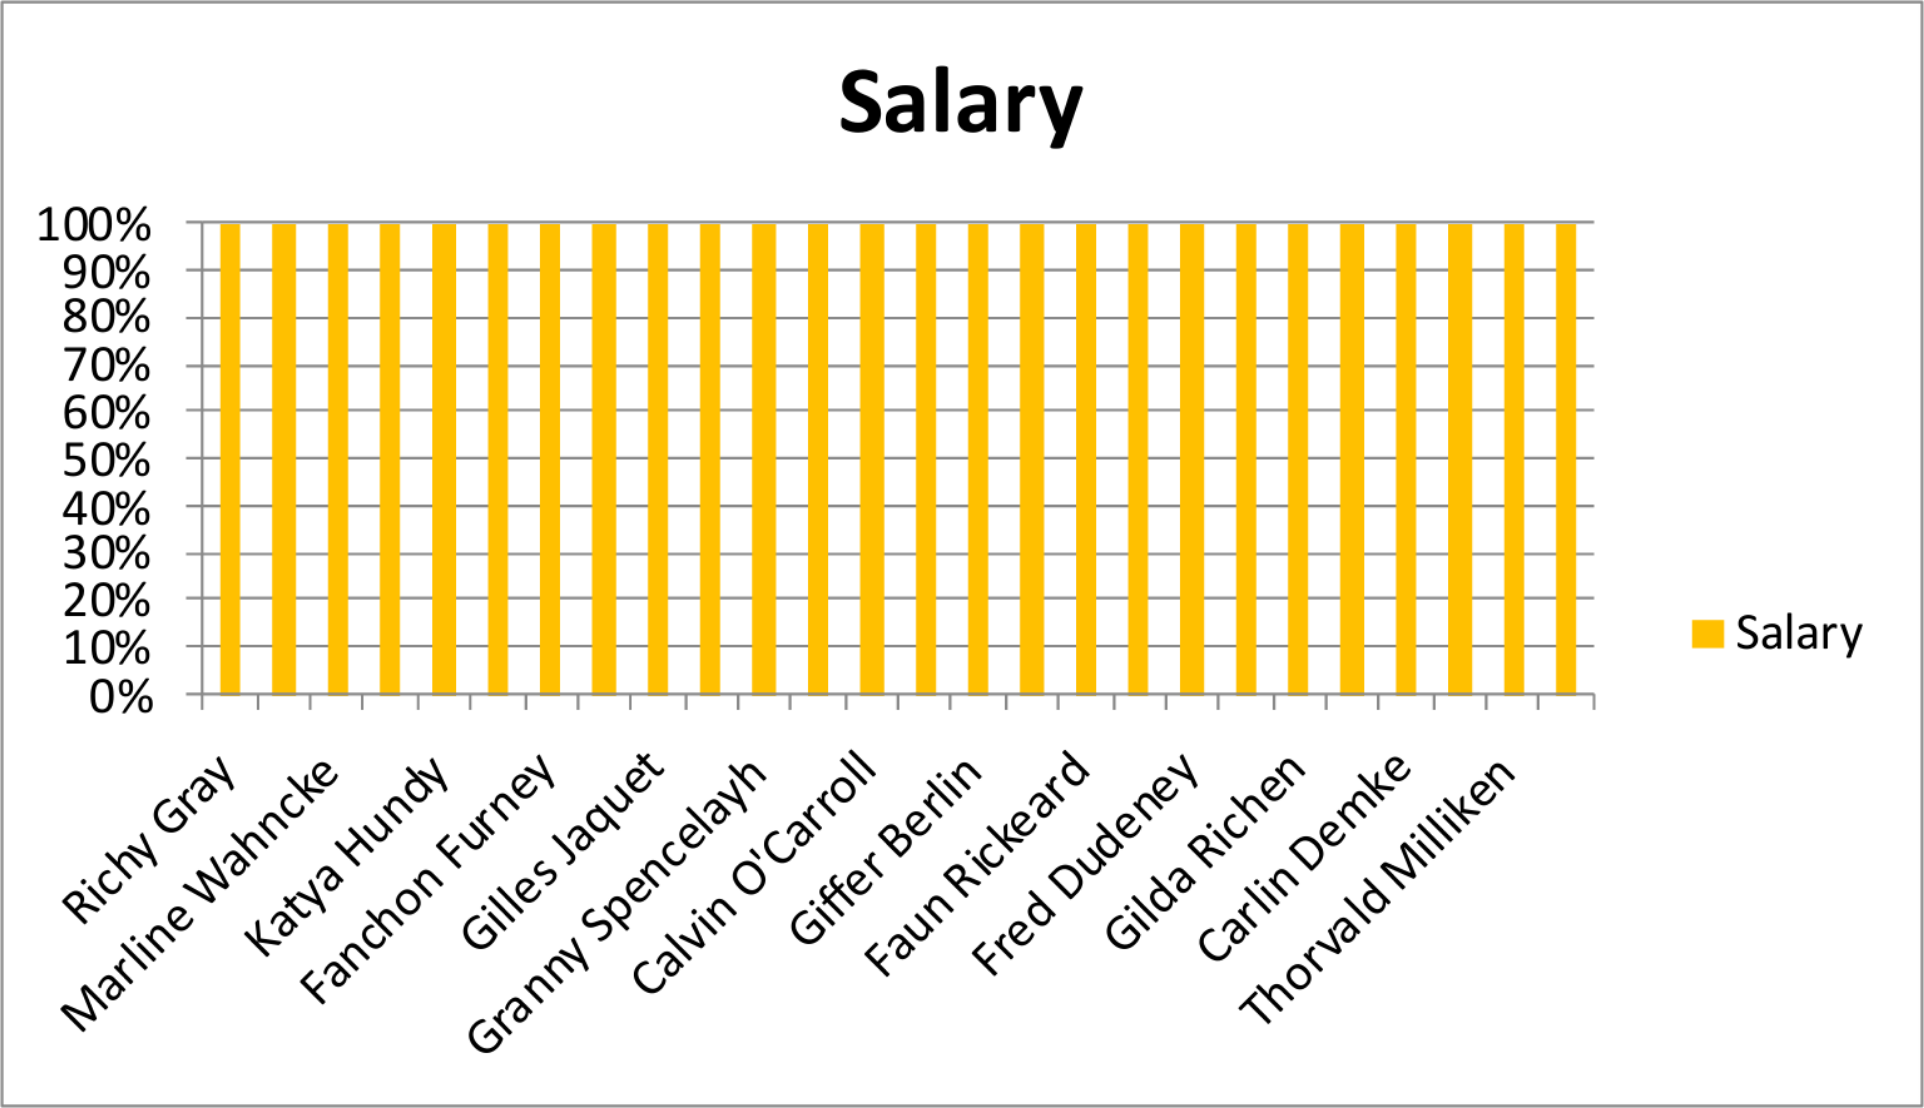 Salary
100%
90%
80%
70%
60%
50%
40%
30%
20%
10%
0%
Salary
Richy Gray
Marline Wahncke
Katya Hundy
Fanchon Furney
Gilles Jaquet
Granny Spencelayh
Calvin O'Carroll
Giffer Berlin
Faun Rickeard
Fred Dudeney
Gilda Richen
Carlin Demke
Thorvald Milliken